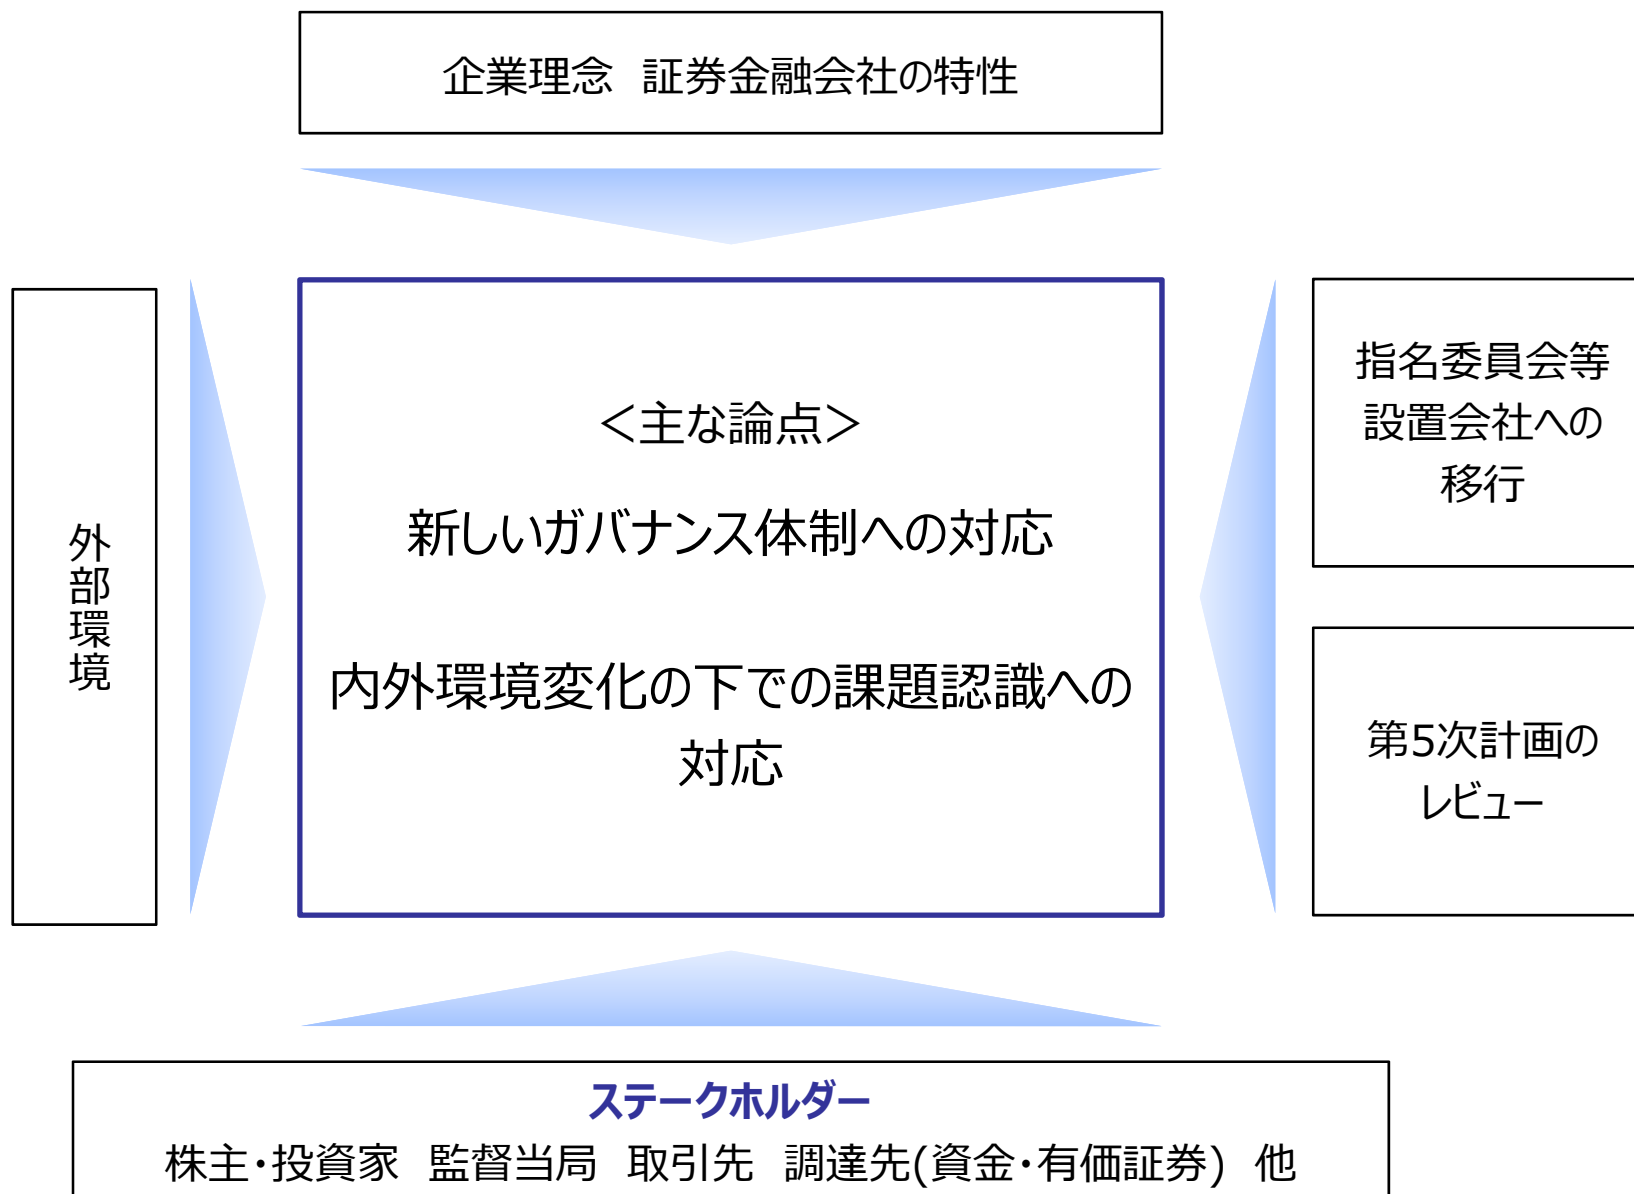 企業理念　証券金融会社の特性
外部環境
＜主な論点＞
新しいガバナンス体制への対応
内外環境変化の下での課題認識への
対応
指名委員会等
設置会社への
移行
第5次計画の
レビュー
ステークホルダー
株主・投資家　監督当局　取引先　調達先(資金・有価証券)　他